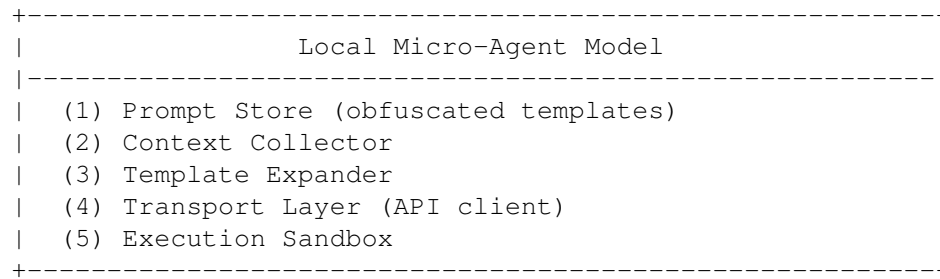 +---------------------------------------------------------
|                 Local Micro-Agent Model
|---------------------------------------------------------
|  (1) Prompt Store (obfuscated templates)
|  (2) Context Collector
|  (3) Template Expander
|  (4) Transport Layer (API client)
|  (5) Execution Sandbox
+---------------------------------------------------------